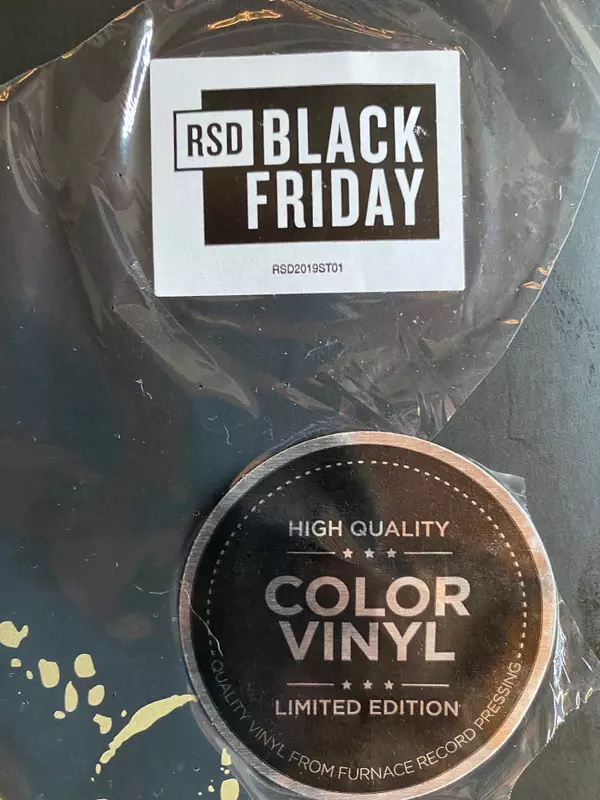 RSD
BLACK
FRIDAY
RSD2019ST01
HIGH QUALITY
COLOR
VINYL
LIMITED EDITION
QUALITY VINYL FROM FURNACE RECORD PRESSING